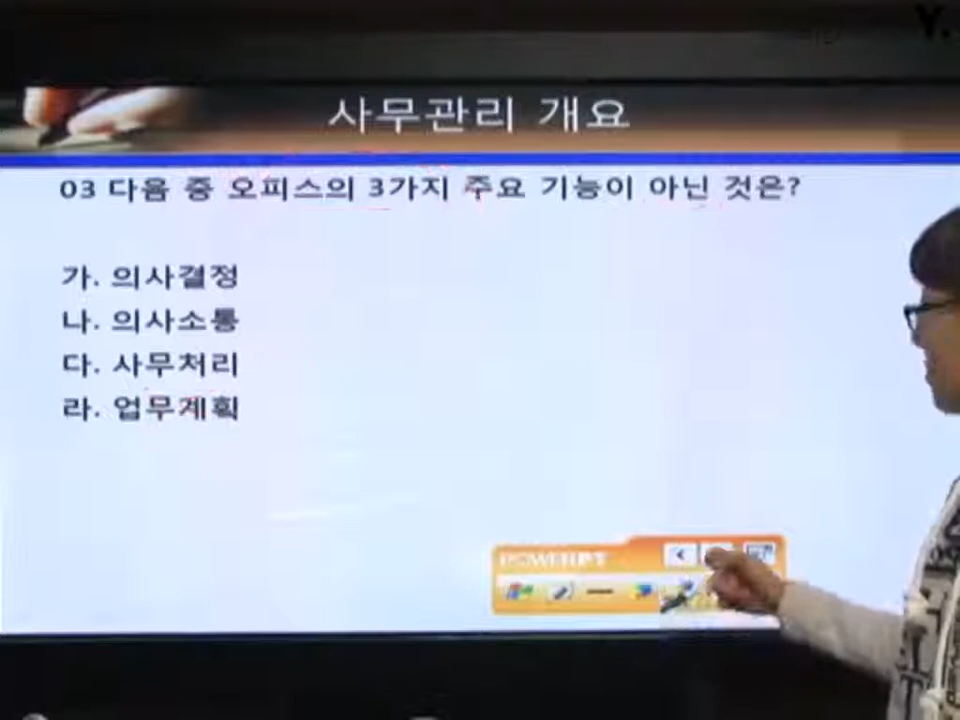 사무관리 개요
03 다음 중 오피스의 3가지 주요 기능이 아닌 것은?
가. 의사결정
나. 의사소통
다. 사무처리
라. 업무계획